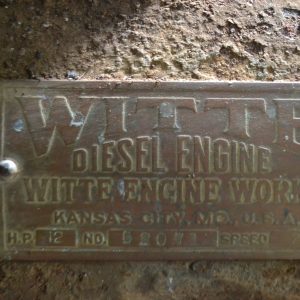 WITTE
DIESEL ENGINE
WITTE ENGINE WORK
KANSAS CITY, MO., U.S.A.
H.P. 12 NO. SPEED